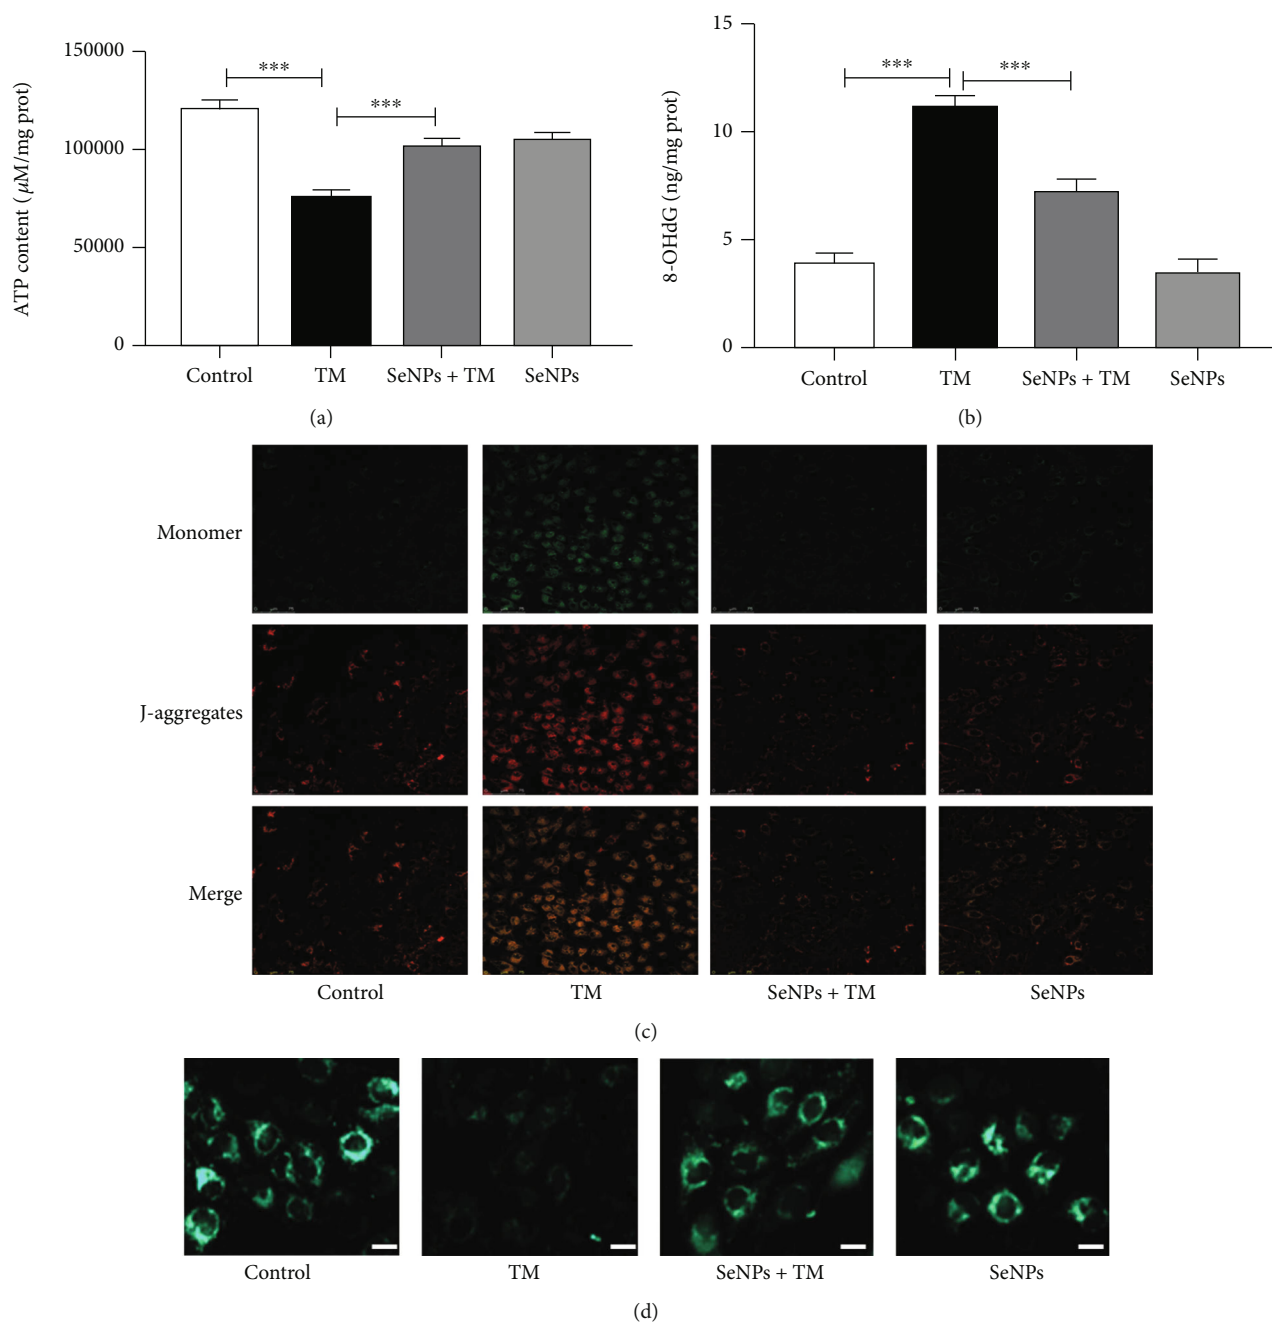 150000
100000
50000
0
ATP content (μM/mg prot)
***
***
Control TM SeNPs + TM SeNPs
(a)
15
10
5
0
8-OHdG (ng/mg prot)
***
***
Control TM SeNPs + TM SeNPs
(b)
Monomer
J-aggregates
Merge
Control TM SeNPs + TM SeNPs
(c)
Control TM SeNPs + TM SeNPs
(d)